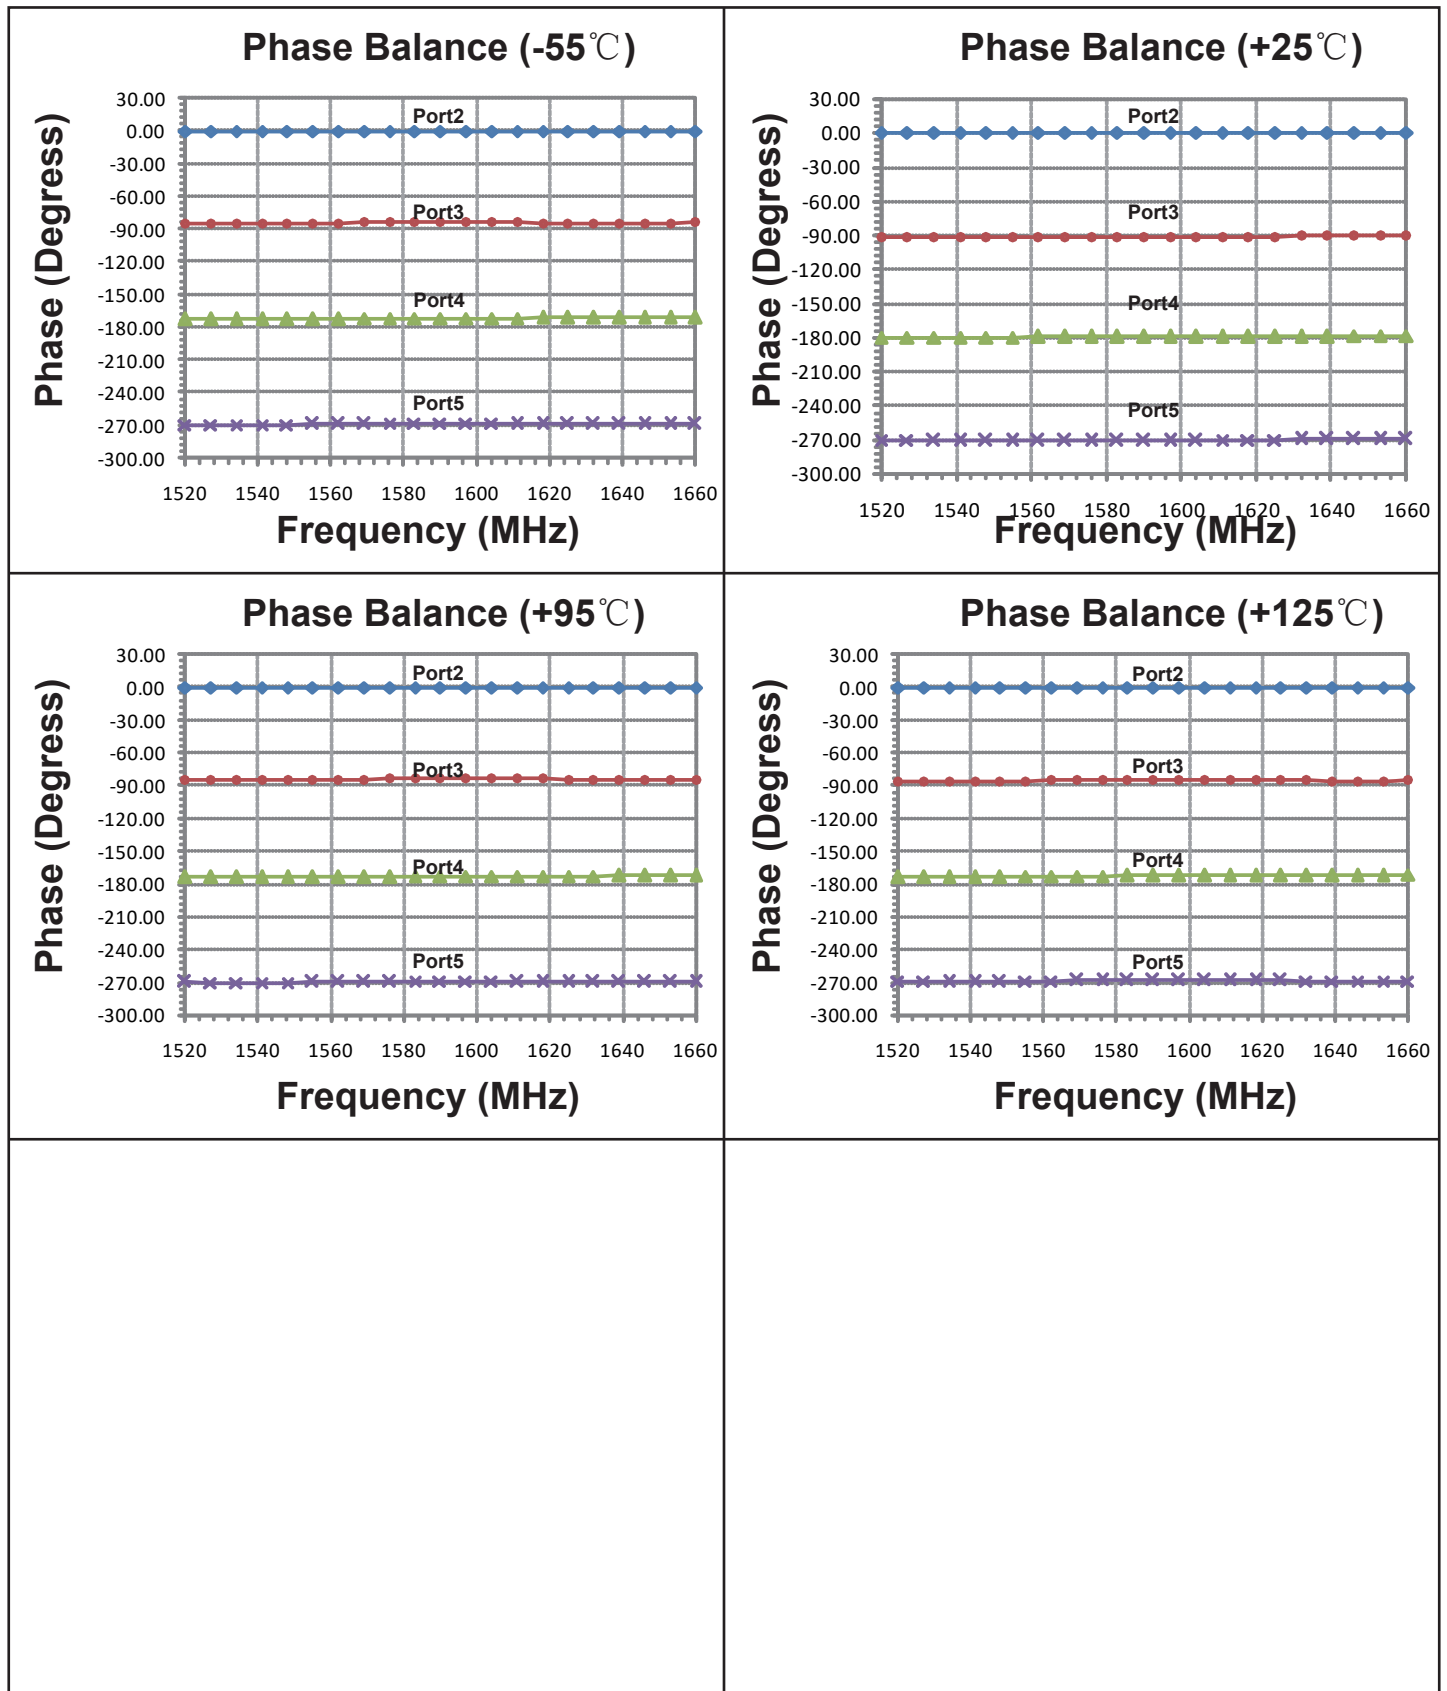 Phase Balance (-55℃)
Phase (Degress)
30.00
0.00
-30.00
-60.00
-90.00
-120.00
-150.00
-180.00
-210.00
-240.00
-270.00
-300.00
Port2
Port3
Port4
Port5
1520 1540 1560 1580 1600 1620 1640 1660
Frequency (MHz)
Phase Balance (+25℃)
Phase (Degress)
30.00
0.00
-30.00
-60.00
-90.00
-120.00
-150.00
-180.00
-210.00
-240.00
-270.00
-300.00
Port2
Port3
Port4
Port5
1520 1540 1560 1580 1600 1620 1640 1660
Frequency (MHz)
Phase Balance (+95℃)
Phase (Degress)
30.00
0.00
-30.00
-60.00
-90.00
-120.00
-150.00
-180.00
-210.00
-240.00
-270.00
-300.00
Port2
Port3
Port4
Port5
1520 1540 1560 1580 1600 1620 1640 1660
Frequency (MHz)
Phase Balance (+125℃)
Phase (Degress)
30.00
0.00
-30.00
-60.00
-90.00
-120.00
-150.00
-180.00
-210.00
-240.00
-270.00
-300.00
Port2
Port3
Port4
Port5
1520 1540 1560 1580 1600 1620 1640 1660
Frequency (MHz)